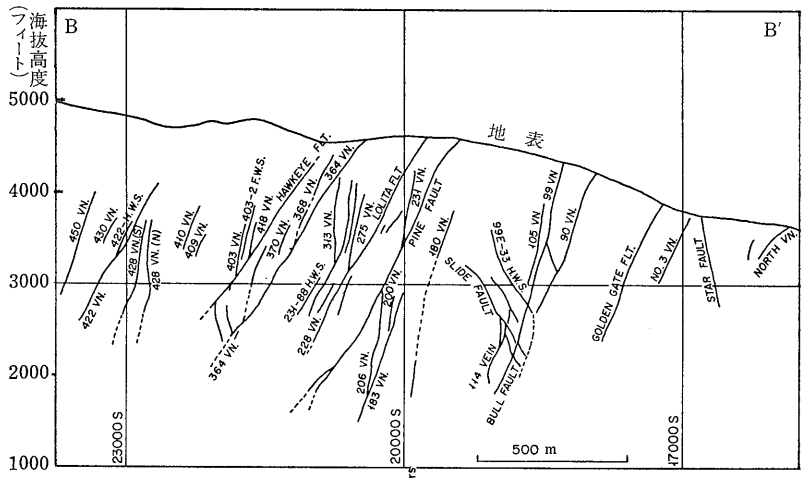 海抜高度
(フィート)
B
B′
5000
4000
3000
2000
1000
地表
450 VN.
430 VN.
422-H.W.S.
428 VN.(S)
428 VN. (N)
422 VN.
410 VN.
409 VN.
403-2 F.W.S.
403 VN.
418 VN.
HAWKEYE FLT.
364 VN.
368 VN.
370 VN.
364 VN.
313 VN.
231-88 H.W.S.
228 VN.
275 VN.
LOLITA FLT
231 VN.
PINE FAULT
200 VN.
206 VN.
183 VN.
180 VN.
SLIDE FAULT
99E-33 H.W.S
114 VEIN
BULL FAULT
105 VN.
99 VN
90 VN.
GOLDEN GATE FLT.
NO. 3 VN.
STAR FAULT
NORTH VN.
23000 S
20000 S
17000 S
500 m
rs